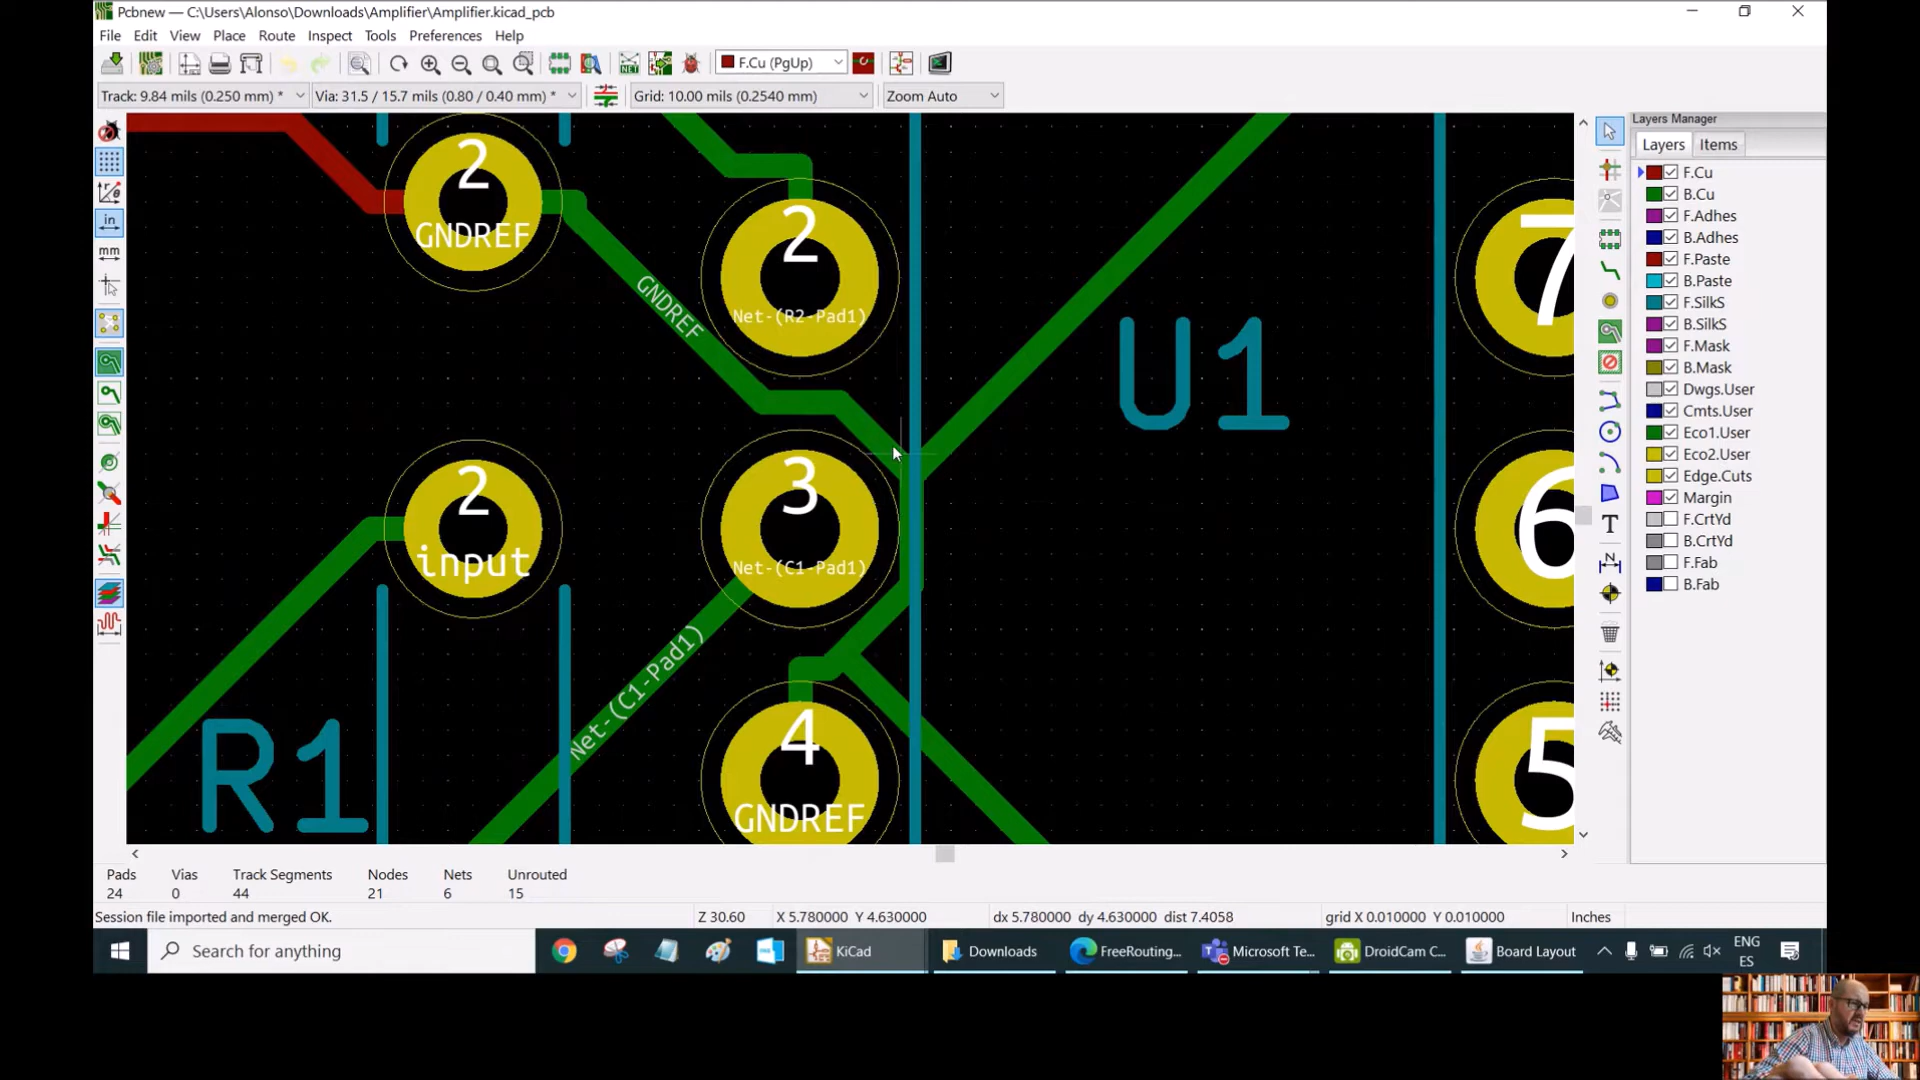 Pcbnew — C:\Users\Alonso\Downloads\Amplifier\Amplifier.kicad_pcb
File Edit View Place Route Inspect Tools Preferences Help
F.Cu (PgUp)
Track: 9.84 mils (0.250 mm) * Via: 31.5 / 15.7 mils (0.80 / 0.40 mm) * Grid: 10.00 mils (0.2540 mm) Zoom Auto
NET
in
mm
T
N
Layers Manager
Layers Items
F.Cu
B.Cu
F.Adhes
B.Adhes
F.Paste
B.Paste
F.SilkS
B.SilkS
F.Mask
B.Mask
Dwgs.User
Cmts.User
Eco1.User
Eco2.User
Edge.Cuts
Margin
F.CrtYd
B.CrtYd
F.Fab
B.Fab
2
GNDREF
2
Net-(R2-Pad1)
7
GNDREF
U1
2
input
3
Net-(C1-Pad1)
6
Net-(C1-Pad1)
R1
4
GNDREF
5
Pads Vias Track Segments Nodes Nets Unrouted
24 0 44 21 6 15
Session file imported and merged OK. Z 30.60 X 5.780000 Y 4.630000 dx 5.780000 dy 4.630000 dist 7.4058 grid X 0.010000 Y 0.010000 Inches
Search for anything KiCad Downloads FreeRouting... Microsoft Te... DroidCam C... Board Layout ENG
ES